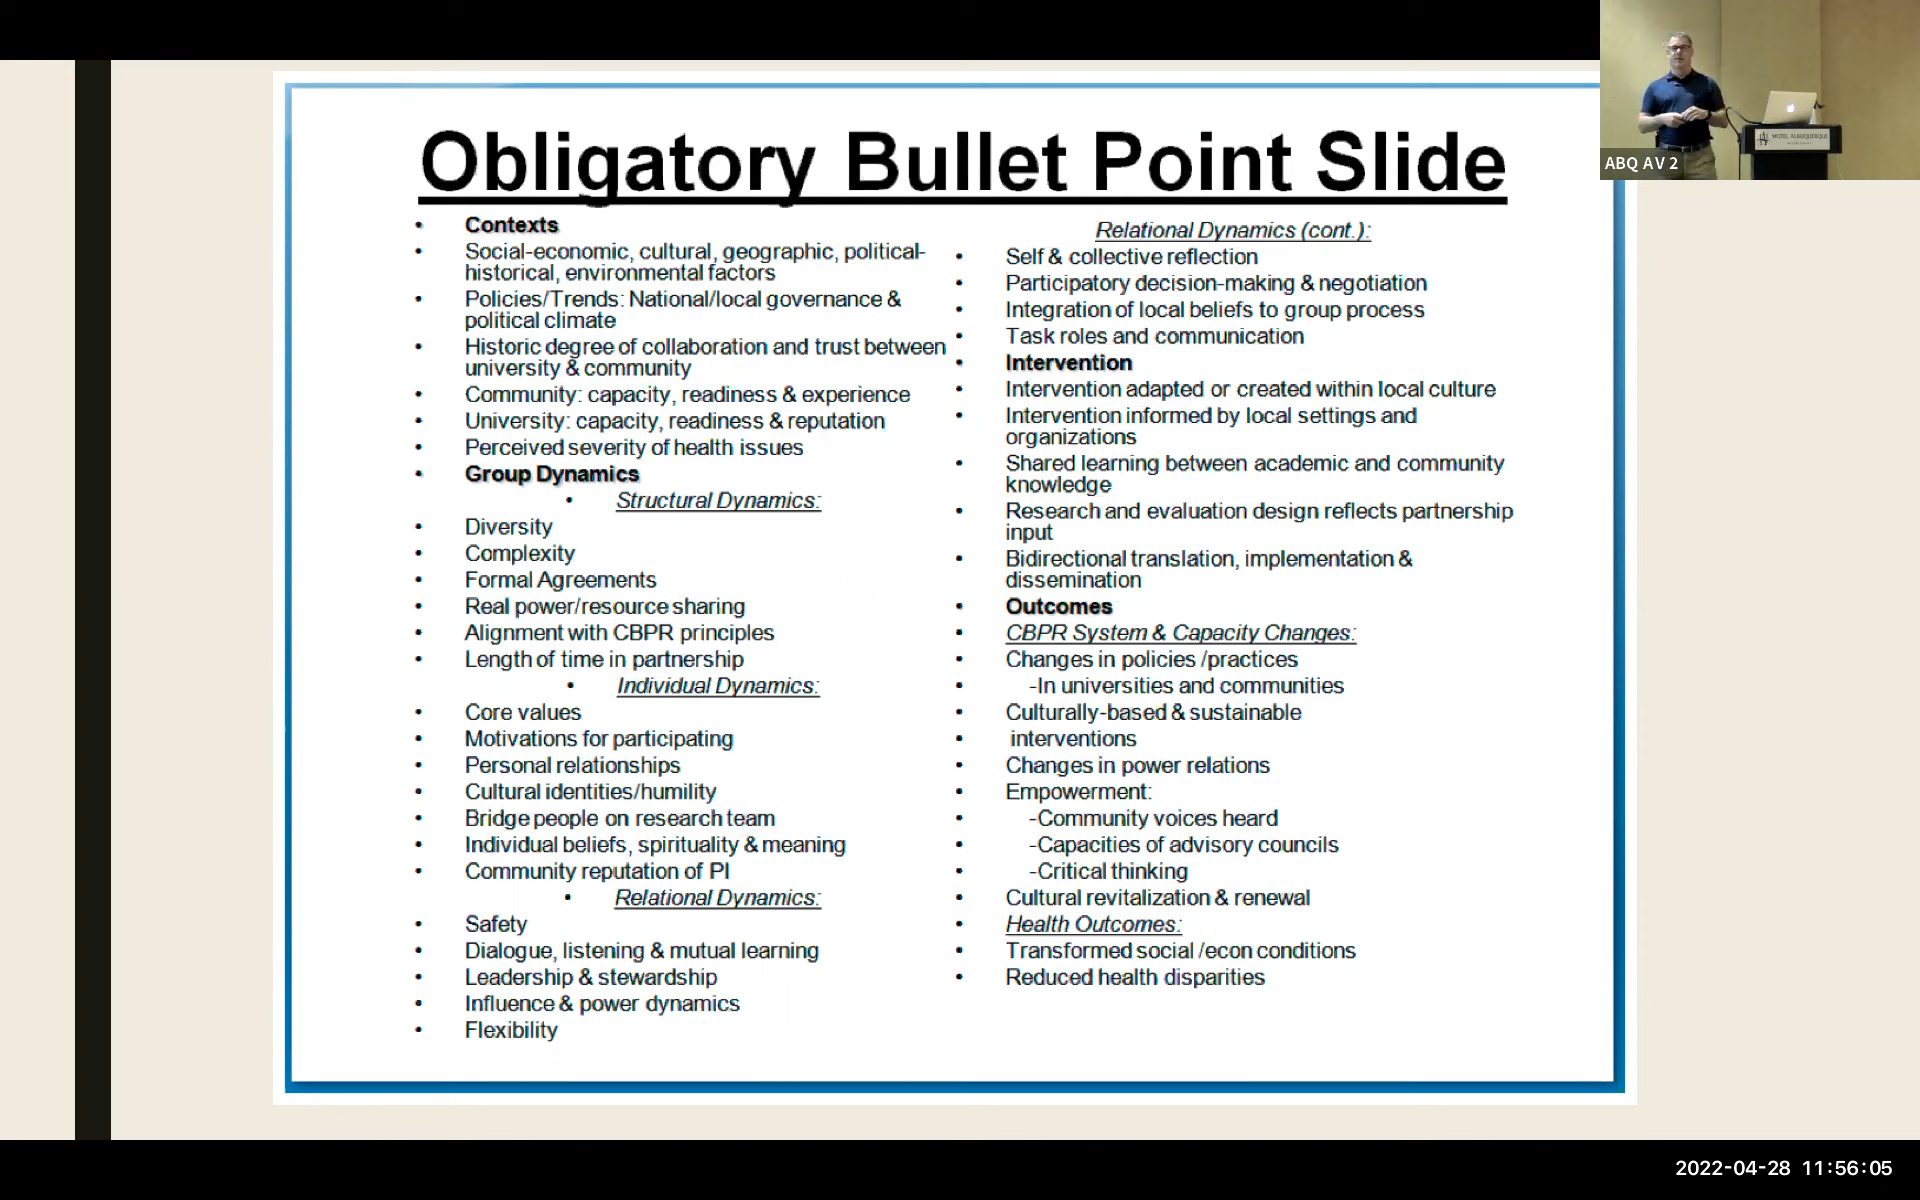 Obligatory Bullet Point Slide
• Contexts
• Social-economic, cultural, geographic, political-
historical, environmental factors
• Policies/Trends: National/local governance &
political climate
• Historic degree of collaboration and trust between
university & community
• Community: capacity, readiness & experience
• University: capacity, readiness & reputation
• Perceived severity of health issues
• Group Dynamics
• Structural Dynamics:
• Diversity
• Complexity
• Formal Agreements
• Real power/resource sharing
• Alignment with CBPR principles
• Length of time in partnership
• Individual Dynamics:
• Core values
• Motivations for participating
• Personal relationships
• Cultural identities/humility
• Bridge people on research team
• Individual beliefs, spirituality & meaning
• Community reputation of PI
• Relational Dynamics:
• Safety
• Dialogue, listening & mutual learning
• Leadership & stewardship
• Influence & power dynamics
• Flexibility
Relational Dynamics (cont.):
• Self & collective reflection
• Participatory decision-making & negotiation
• Integration of local beliefs to group process
• Task roles and communication
• Intervention
• Intervention adapted or created within local culture
• Intervention informed by local settings and
organizations
• Shared learning between academic and community
knowledge
• Research and evaluation design reflects partnership
input
• Bidirectional translation, implementation &
dissemination
• Outcomes
• CBPR System & Capacity Changes:
• Changes in policies /practices
• -In universities and communities
• Culturally-based & sustainable
• interventions
• Changes in power relations
• Empowerment:
• -Community voices heard
• -Capacities of advisory councils
• -Critical thinking
• Cultural revitalization & renewal
• Health Outcomes:
• Transformed social /econ conditions
• Reduced health disparities
HOTEL ALBUQUERQUE
ABQ AV 2
2022-04-28 11:56:05